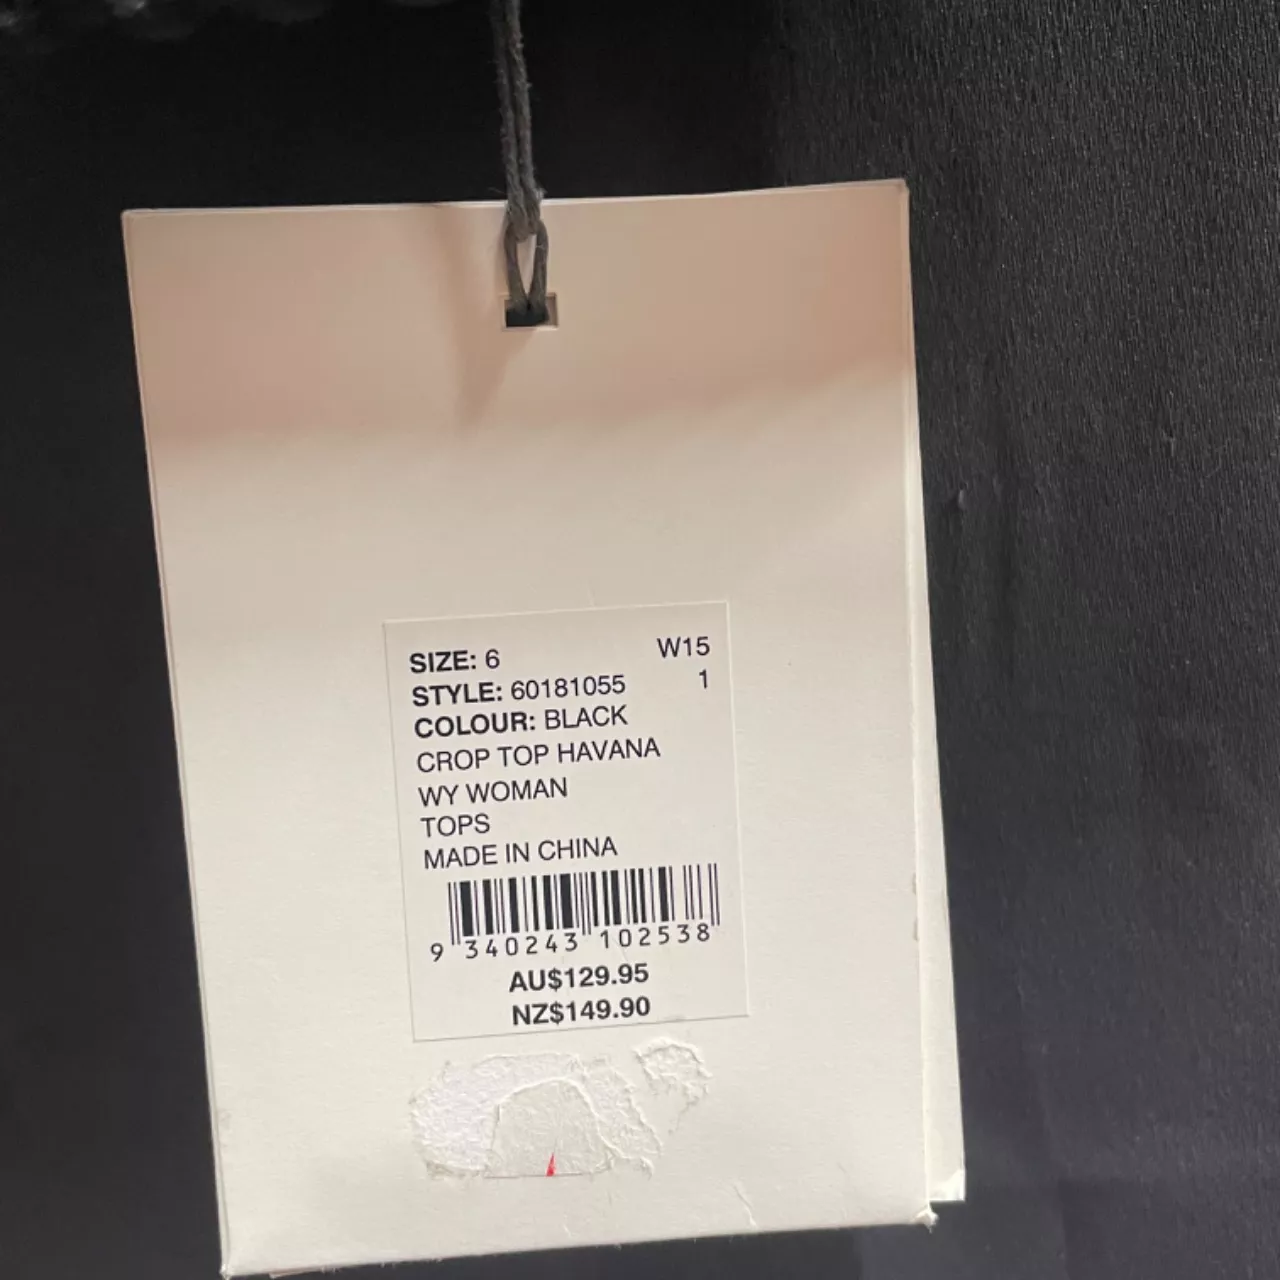 SIZE: 6 W15
STYLE: 60181055 1
COLOUR: BLACK
CROP TOP HAVANA
WY WOMAN
TOPS
MADE IN CHINA
9 340243 102538
AU$129.95
NZ$149.90